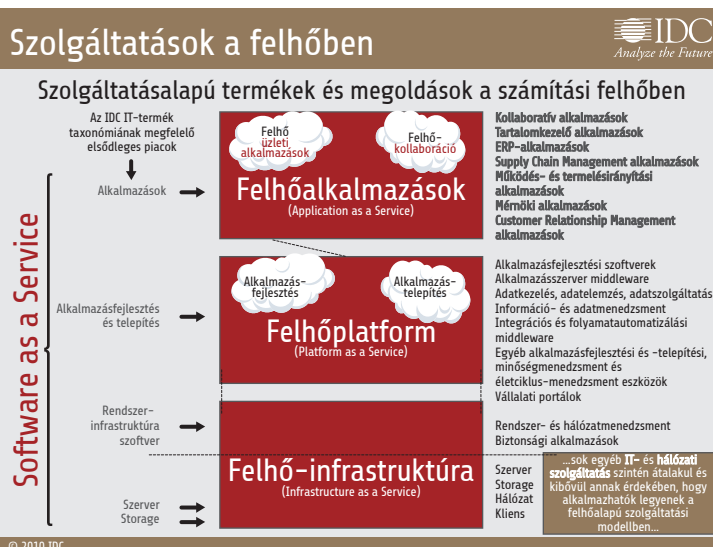 Szolgáltatások a felhőben
IDC
Analyze the Future
Szolgáltatásalapú termékek és megoldások a számítási felhőben
Az IDC IT-termék
taxonómiának megfelelő
elsődleges piacok
Software as a Service
Alkalmazások
Felhő
üzleti
alkalmazások
Felhő-
kollaboráció
Felhőalkalmazások
(Application as a Service)
Kollaboratív alkalmazások
Tartalomkezelő alkalmazások
ERP-alkalmazások
Supply Chain Management alkalmazások
Működés- és termelésirányítási
alkalmazások
Mérnöki alkalmazások
Customer Relationship Management
alkalmazások
Alkalmazásfejlesztés
és telepítés
Alkalmazás-
fejlesztés
Alkalmazás-
telepítés
Felhőplatform
(Platform as a Service)
Alkalmazásfejlesztési szoftverek
Alkalmazásszerver middleware
Adatkezelés, adatelemzés, adatszolgáltatás
Információ- és adatmenedzsment
Integrációs és folyamatautomatizálási
middleware
Egyéb alkalmazásfejlesztési és -telepítési,
minőségmenedzsment és
életciklus-menedzsment eszközök
Vállalati portálok
Rendszer-
infrastruktúra
szoftver
Szerver
Storage
Felhő-infrastruktúra
(Infrastructure as a Service)
Rendszer- és hálózatmenedzsment
Biztonsági alkalmazások
Szerver
Storage
Hálózat
Kliens
...sok egyéb IT- és hálózati
szolgáltatás szintén átalakul és
kibővül annak érdekében, hogy
alkalmazhatók legyenek a
felhőalapú szolgáltatási
modellben...
© 2010 IDC